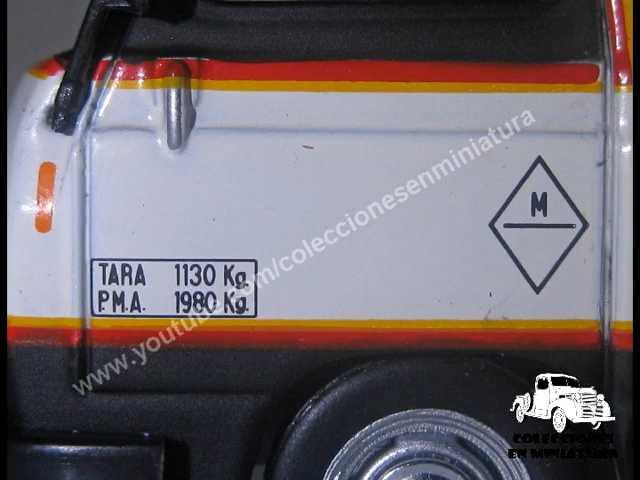 M
TARA 1130 Kg.
P.M.A. 1980 Kg.
www.youtube.com/coleccionesenminiatura
COLECCIONES
EN MINIATURA